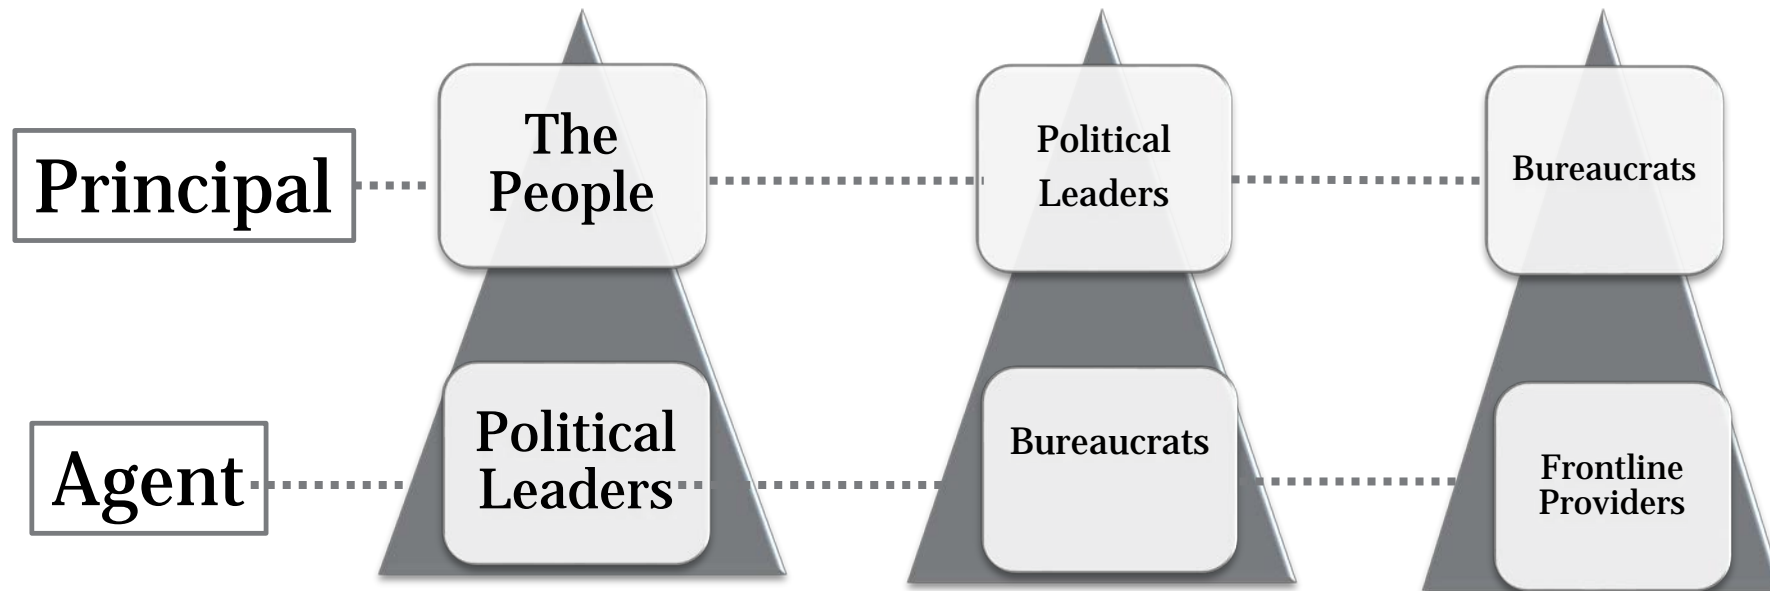 Principal
The
People
Political
Leaders
Bureaucrats
Agent
Political
Leaders
Bureaucrats
Frontline
Providers